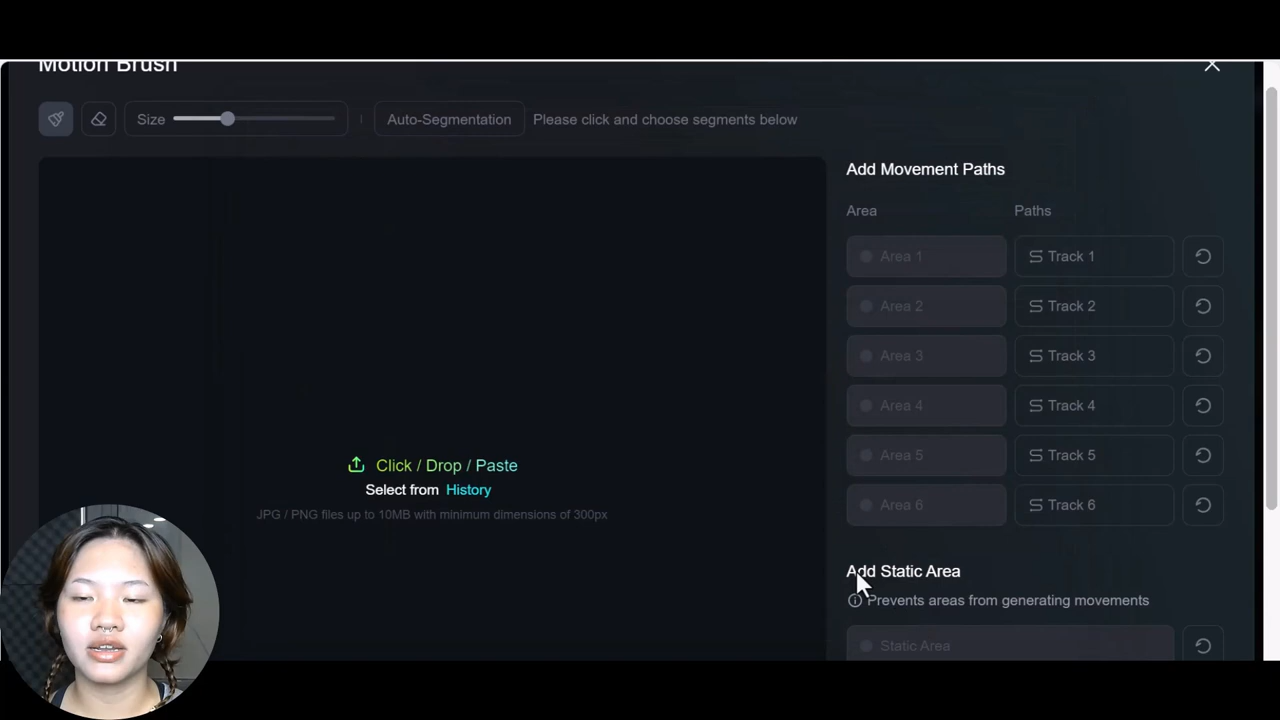 Motion Brush
Size
Auto-Segmentation
Please click and choose segments below
Add Movement Paths
Area
Paths
Area 1
Track 1
Area 2
Track 2
Area 3
Track 3
Area 4
Track 4
Area 5
Track 5
Area 6
Track 6
Click / Drop / Paste
Select from History
JPG / PNG files up to 10MB with minimum dimensions of 300px
Add Static Area
Prevents areas from generating movements
Static Area